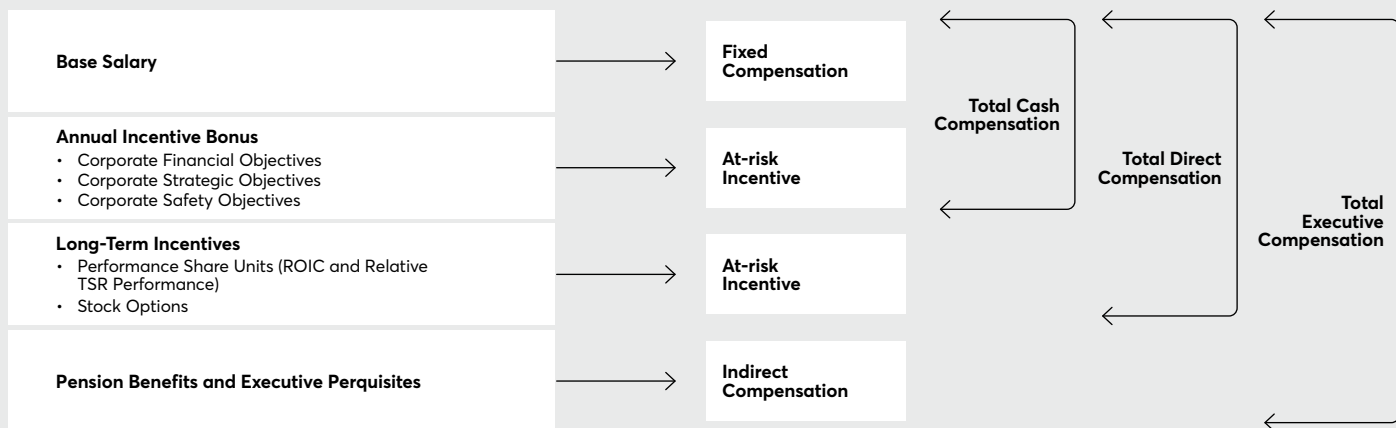 Base Salary
Fixed
Compensation
Annual Incentive Bonus
• Corporate Financial Objectives
• Corporate Strategic Objectives
• Corporate Safety Objectives
At-risk
Incentive
Long-Term Incentives
• Performance Share Units (ROIC and Relative
TSR Performance)
• Stock Options
At-risk
Incentive
Pension Benefits and Executive Perquisites
Indirect
Compensation
Total Cash
Compensation
Total Direct
Compensation
Total
Executive
Compensation